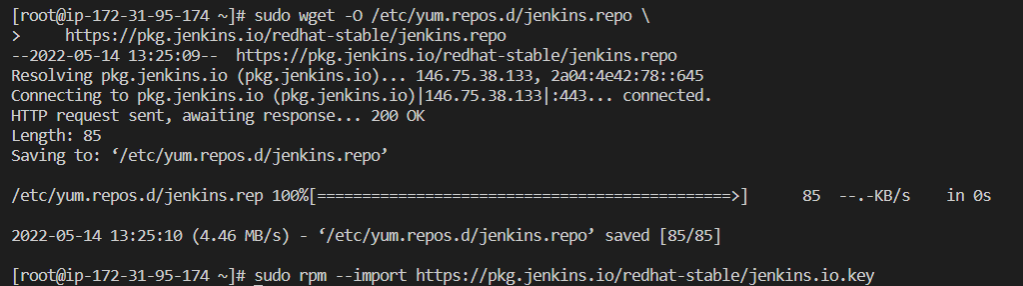 [root@ip-172-31-95-174 ~]# sudo wget -O /etc/yum.repos.d/jenkins.repo \
>     https://pkg.jenkins.io/redhat-stable/jenkins.repo
--2022-05-14 13:25:09--  https://pkg.jenkins.io/redhat-stable/jenkins.repo
Resolving pkg.jenkins.io (pkg.jenkins.io)... 146.75.38.133, 2a04:4e42:78::645
Connecting to pkg.jenkins.io (pkg.jenkins.io)|146.75.38.133|:443... connected.
HTTP request sent, awaiting response... 200 OK
Length: 85
Saving to: ‘/etc/yum.repos.d/jenkins.repo’
/etc/yum.repos.d/jenkins.rep 100%[==============================================>]      85  --.-KB/s    in 0s
2022-05-14 13:25:10 (4.46 MB/s) - ‘/etc/yum.repos.d/jenkins.repo’ saved [85/85]
[root@ip-172-31-95-174 ~]# sudo rpm --import https://pkg.jenkins.io/redhat-stable/jenkins.io.key